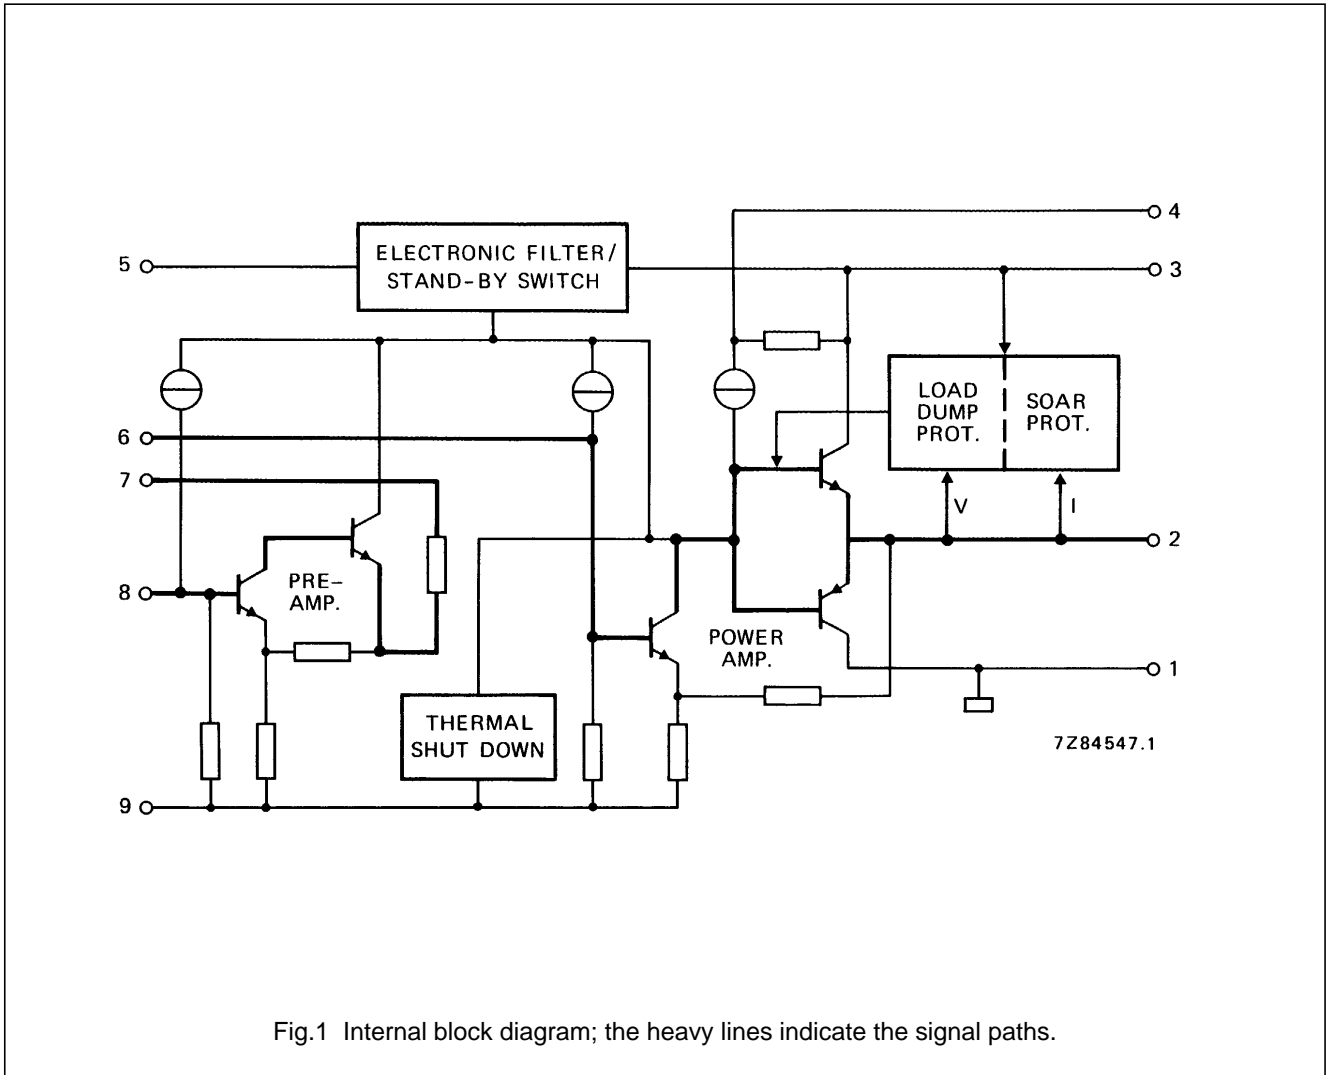 4
5
ELECTRONIC FILTER/
STAND-BY SWITCH
3
LOAD
DUMP
PROT.
SOAR
PROT.
6
7
V
I
2
8
PRE-
AMP.
POWER
AMP.
1
THERMAL
SHUT DOWN
7Z84547.1
9
Fig.1 Internal block diagram; the heavy lines indicate the signal paths.